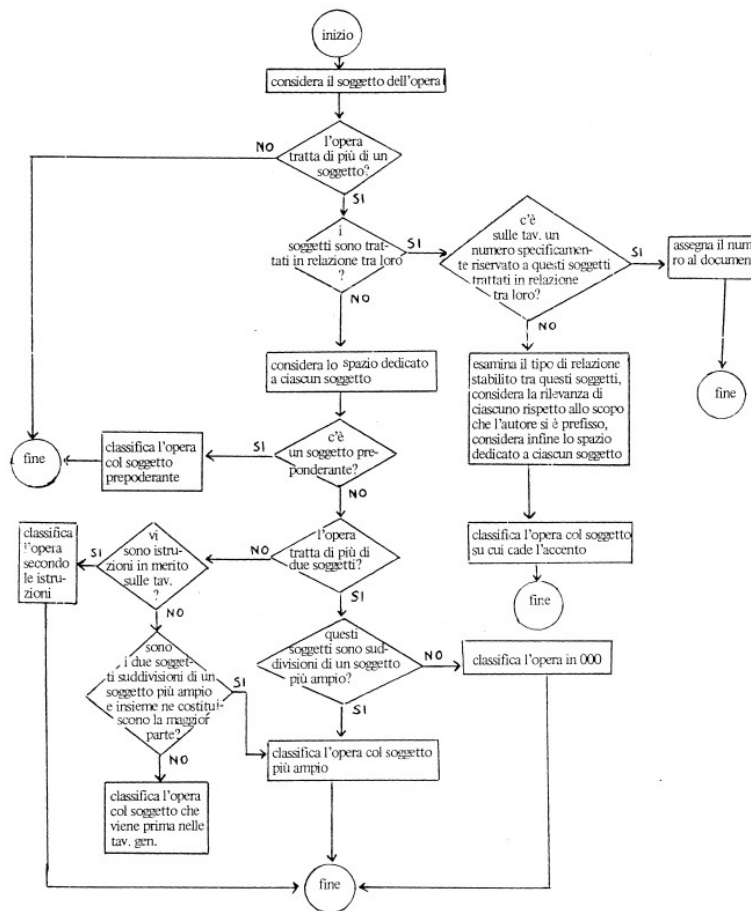 inizio
considera il soggetto dell'opera
l'opera
tratta di più di un
soggetto?
NO
SI
i
soggetti sono trat-
tati in relazione tra loro
?
SI
NO
c'è
sulle tav. un
numero specificamen-
te riservato a questi soggetti
trattati in relazione
tra loro?
SI
NO
assegna il nume
ro al document
fine
considera lo spazio dedicato
a ciascun soggetto
esamina il tipo di relazione
stabilito tra questi soggetti,
considera la rilevanza di
ciascuno rispetto allo scopo
che l'autore si è prefisso,
considera infine lo spazio
dedicato a ciascun soggetto
c'è
un soggetto pre-
ponderante?
SI
NO
classifica l'opera
col soggetto
prepoderante
fine
classifica l'opera col soggetto
su cui cade l'accento
fine
l'opera
tratta di più di
due soggetti?
NO
SI
vi
sono istruzioni
in merito
sulle tav.
?
SI
NO
classifica
l'opera
secondo
le istru-
zioni
questi
soggetti sono sud-
divisioni di un soggetto
più ampio?
NO
SI
classifica l'opera in 000
sono
i due sogget-
ti suddivisioni di un
soggetto più ampio
e insieme ne costitui-
scono la maggior
parte?
SI
NO
classifica l'opera col soggetto
più ampio
classifica l'opera
col soggetto che
viene prima nelle
tav. gen.
fine